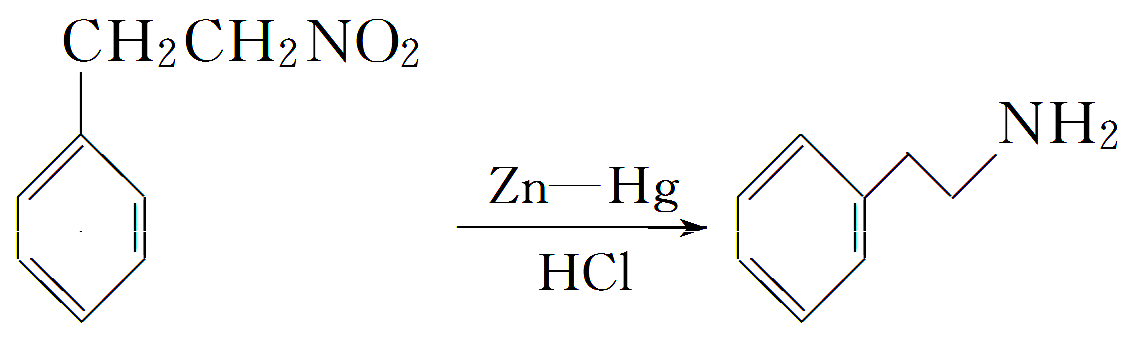 CH₂CH₂NO₂
Zn—Hg
HCl
NH₂